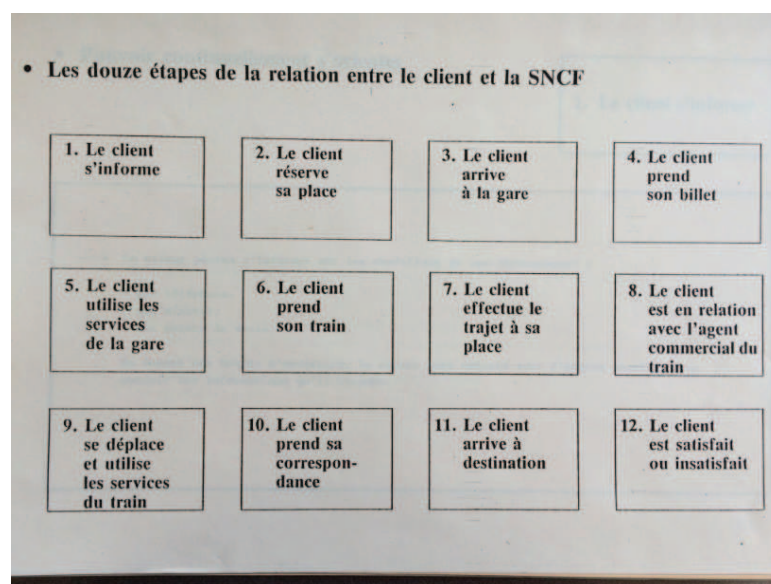 • Les douze étapes de la relation entre le client et la SNCF
1. Le client
s'informe
2. Le client
réserve
sa place
3. Le client
arrive
à la gare
4. Le client
prend
son billet
5. Le client
utilise les
services
de la gare
6. Le client
prend
son train
7. Le client
effectue le
trajet à sa
place
8. Le client
est en relation
avec l'agent
commercial du
train
9. Le client
se déplace
et utilise
les services
du train
10. Le client
prend sa
correspon-
dance
11. Le client
arrive à
destination
12. Le client
est satisfait
ou insatisfait